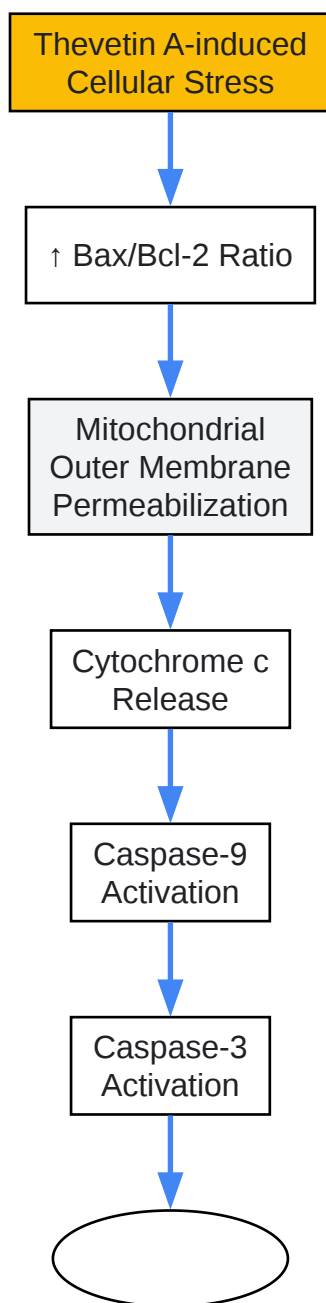 Thevetin A-induced
Cellular Stress
↑ Bax/Bcl-2 Ratio
Mitochondrial
Outer Membrane
Permeabilization
Cytochrome c
Release
Caspase-9
Activation
Caspase-3
Activation